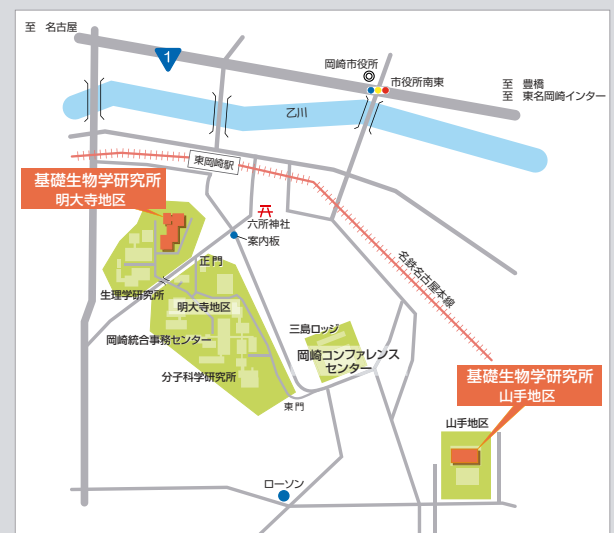 至 名古屋
1
岡崎市役所
市役所南東
至 豊橋
至 東名岡崎インター
乙川
東岡崎駅
基礎生物学研究所
明大寺地区
六所神社
案内板
正門
名鉄名古屋本線
生理学研究所
明大寺地区
岡崎統合事務センター
三島ロッジ
岡崎コンファレンス
センター
分子科学研究所
基礎生物学研究所
山手地区
東門
山手地区
ローソン